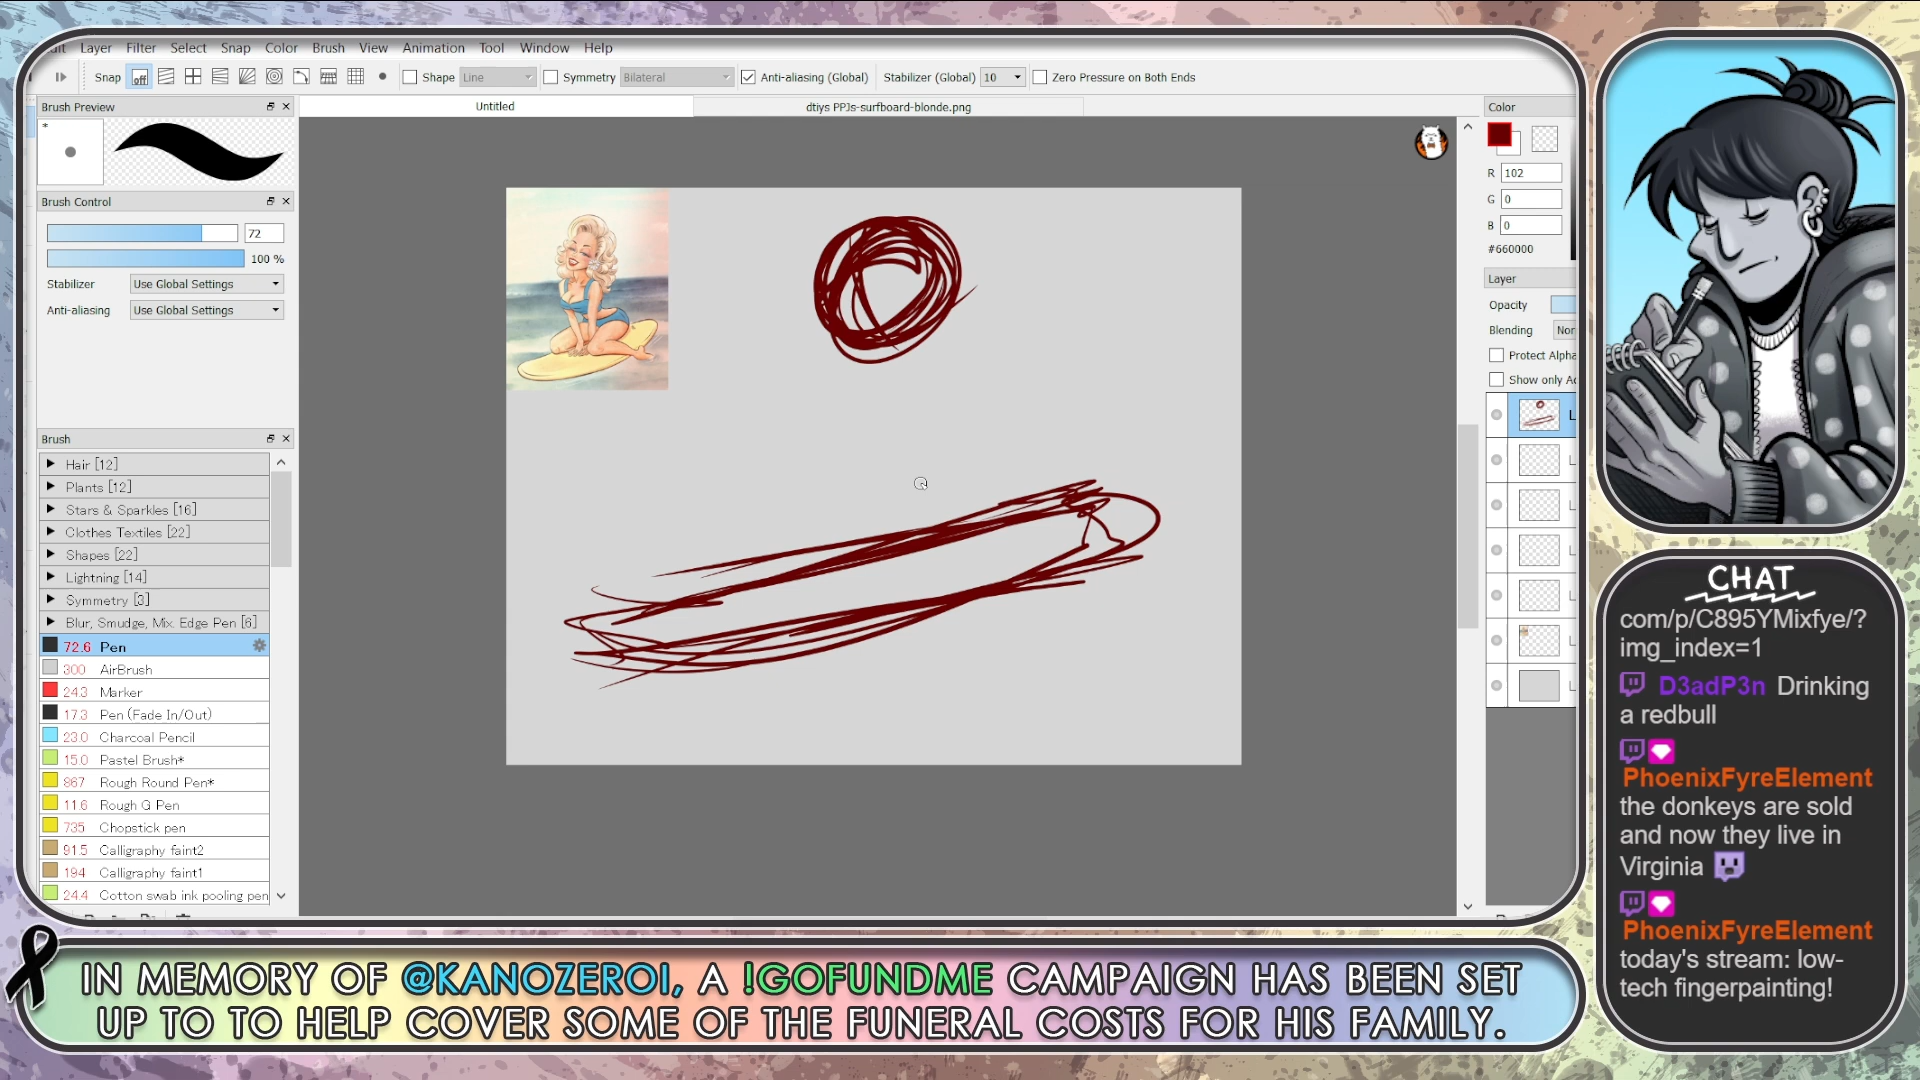 Layer Filter Select Snap Color Brush View Animation Tool Window Help
Snap off Shape Line Symmetry Bilateral Anti-aliasing (Global) Stabilizer (Global) 10 Zero Pressure on Both Ends
Brush Preview
Untitled
dtiys PPJs-surfboard-blonde.png
*
Brush Control
72
100 %
Stabilizer Use Global Settings
Anti-aliasing Use Global Settings
Brush
Hair [12]
Plants [12]
Stars & Sparkles [16]
Clothes Textiles [22]
Shapes [22]
Lightning [14]
Symmetry [3]
Blur, Smudge, Mix. Edge Pen [6]
72.6 Pen
300 AirBrush
24.3 Marker
17.3 Pen (Fade In/Out)
23.0 Charcoal Pencil
15.0 Pastel Brush*
867 Rough Round Pen*
11.6 Rough G Pen
735 Chopstick pen
91.5 Calligraphy faint2
194 Calligraphy faint1
24.4 Cotton swab ink pooling pen
Color
R 102
G 0
B 0
#660000
Layer
Opacity
Blending Nor
Protect Alpha
Show only
CHAT
com/p/C895YMixfye/?
img_index=1
D3adP3n Drinking
a redbull
PhoenixFyreElement
the donkeys are sold
and now they live in
Virginia
PhoenixFyreElement
today's stream: low-
tech fingerpainting!
IN MEMORY OF @KANOZEROI, A !GOFUNDME CAMPAIGN HAS BEEN SET
UP TO TO HELP COVER SOME OF THE FUNERAL COSTS FOR HIS FAMILY.